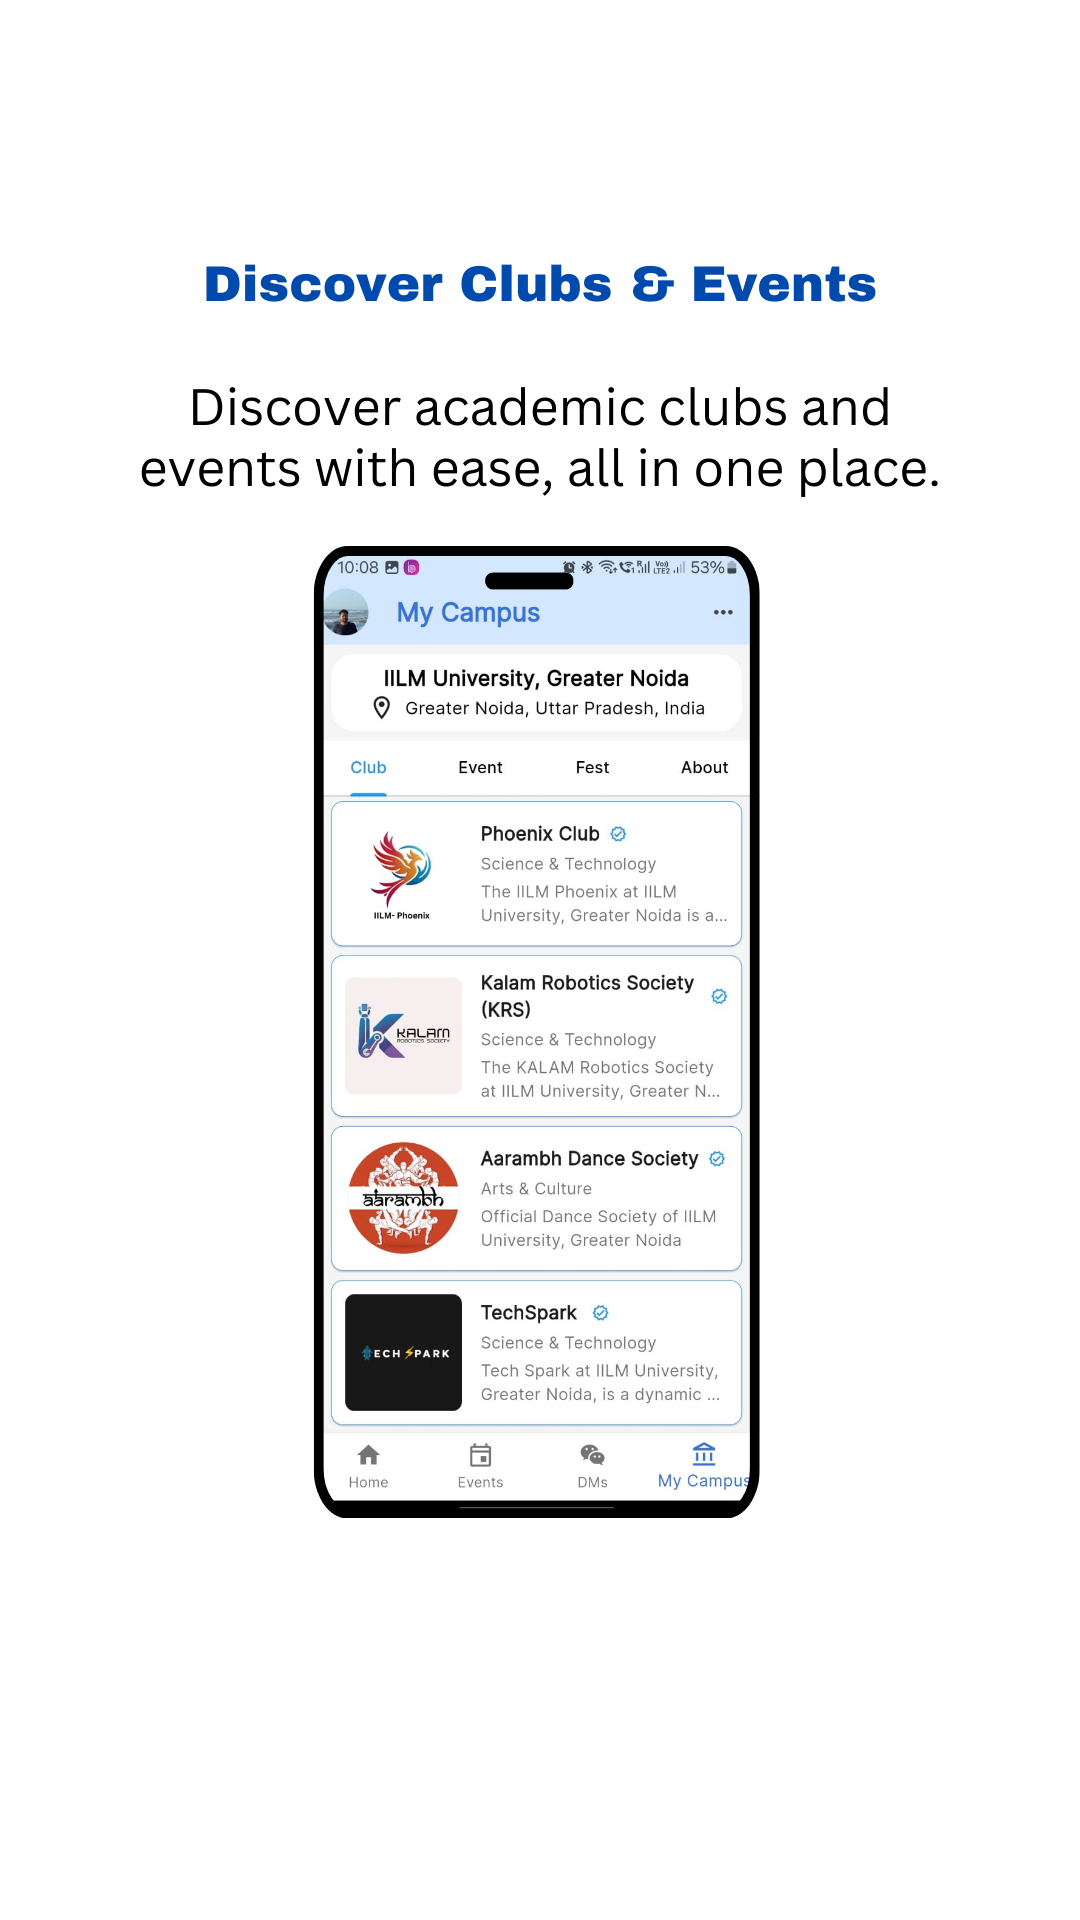 Discover Clubs & Events
Discover academic clubs and
events with ease, all in one place.
10:08
Vo))
LTE2
53%
My Campus
IILM University, Greater Noida
Greater Noida, Uttar Pradesh, India
Club
Event
Fest
About
IILM- Phoenix
Phoenix Club
Science & Technology
The IILM Phoenix at IILM
University, Greater Noida is a...
KALAM
ROBOTICS SOCIETY
Kalam Robotics Society
(KRS)
Science & Technology
The KALAM Robotics Society
at IILM University, Greater N...
aarambh
Aarambh Dance Society
Arts & Culture
Official Dance Society of IILM
University, Greater Noida
TECH SPARK
TechSpark
Science & Technology
Tech Spark at IILM University,
Greater Noida, is a dynamic ...
Home
Events
DMs
My Campus